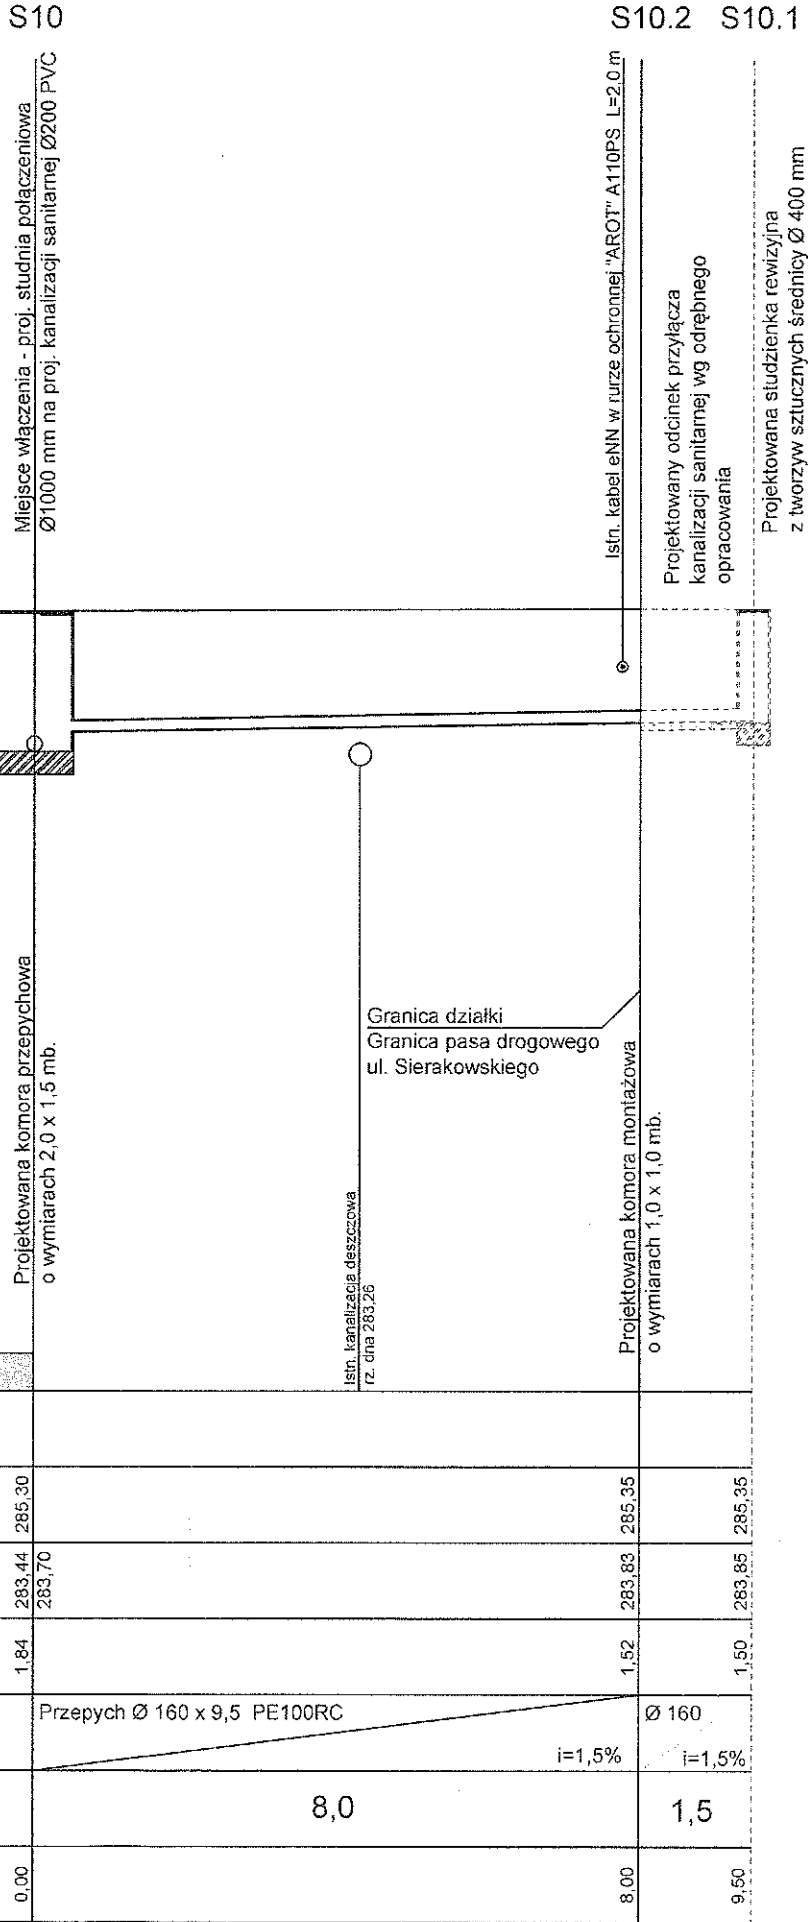 S10
S10.2
S10.1
Miejsce włączenia - proj. studnia połączeniowa
Ø1000 mm na proj. kanalizacji sanitarnej Ø200 PVC
Istn. kabel eNN w rurze ochronnej "AROT" A110PS L=2,0 m
Projektowany odcinek przyłącza
kanalizacji sanitarnej wg odrębnego
opracowania
Projektowana studzienka rewizyjna
z tworzyw sztucznych średnicy Ø 400 mm
Projektowana komora przepychowa
o wymiarach 2,0 x 1,5 mb.
Granica działki
Granica pasa drogowego
ul. Sierakowskiego
Istn. kanalizacja deszczowa
rz. dna 283,26
Projektowana komora montażowa
o wymiarach 1,0 x 1,0 mb.
285,30
285,35
285,35
283,44
283,70
283,83
283,85
1,84
1,52
1,50
Przepych Ø 160 x 9,5 PE100RC
i=1,5%
Ø 160
i=1,5%
8,0
1,5
0,00
8,00
9,50